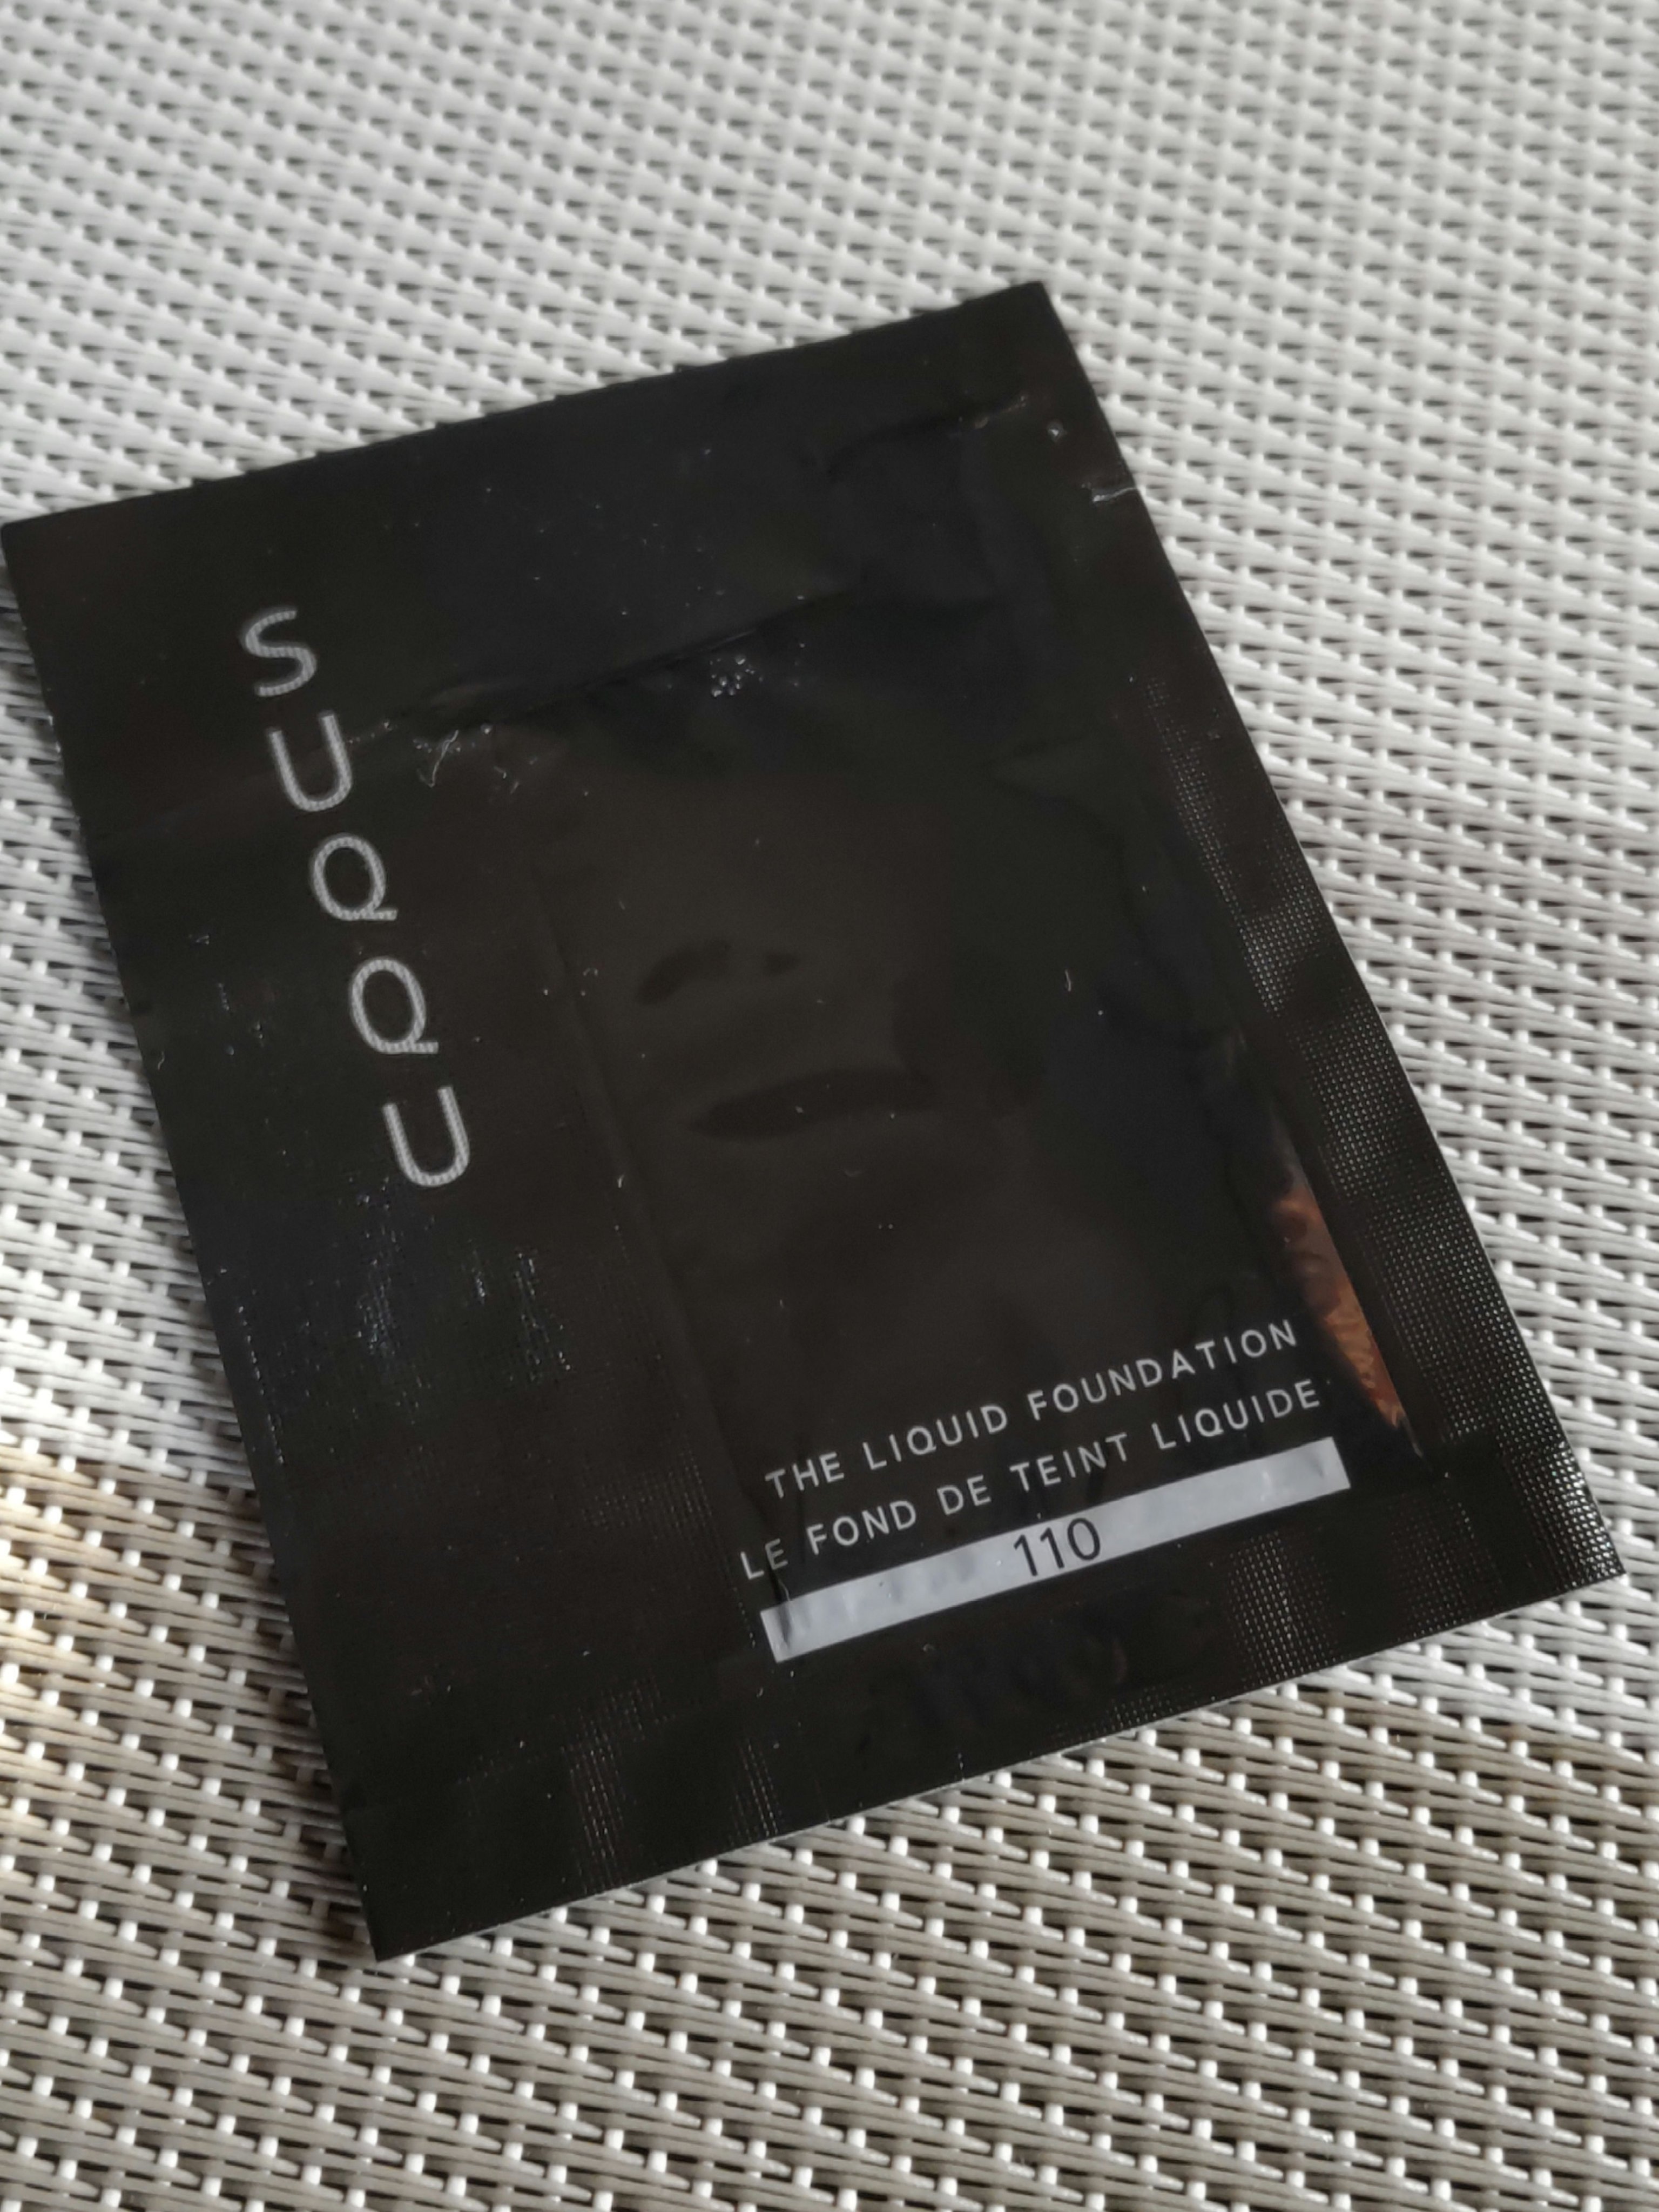 SUQQU
THE LIQUID FOUNDATION
LE FOND DE TEINT LIQUIDE
110